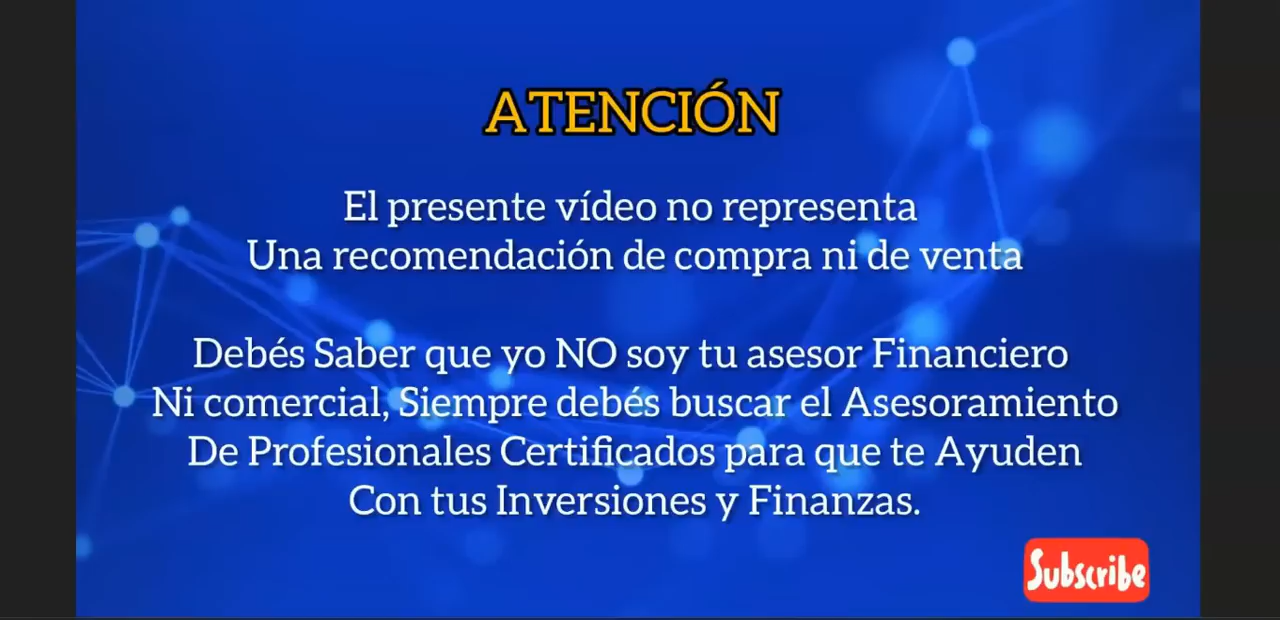 ATENCIÓN
El presente vídeo no representa
Una recomendación de compra ni de venta
Debés Saber que yo NO soy tu asesor Financiero
Ni comercial, Siempre debés buscar el Asesoramiento
De Profesionales Certificados para que te Ayuden
Con tus Inversiones y Finanzas.
Subscribe